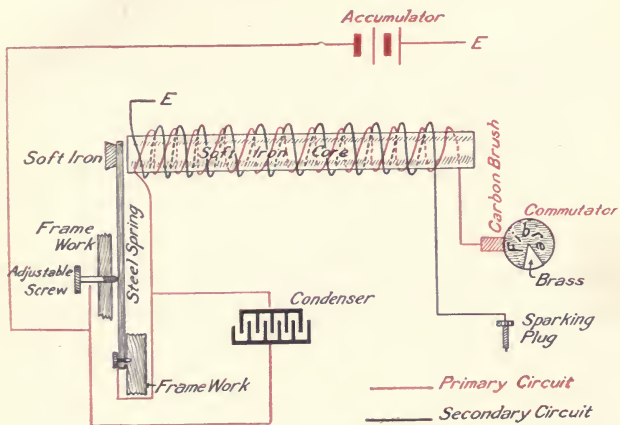 Accumulator
E
E
Soft Iron
Soft Iron Core
Carbon Brush
Commutator
Fibre
Brass
Frame
Work
Steel Spring
Adjustable
Screw
Condenser
Sparking
Plug
Frame Work
Primary Circuit
Secondary Circuit